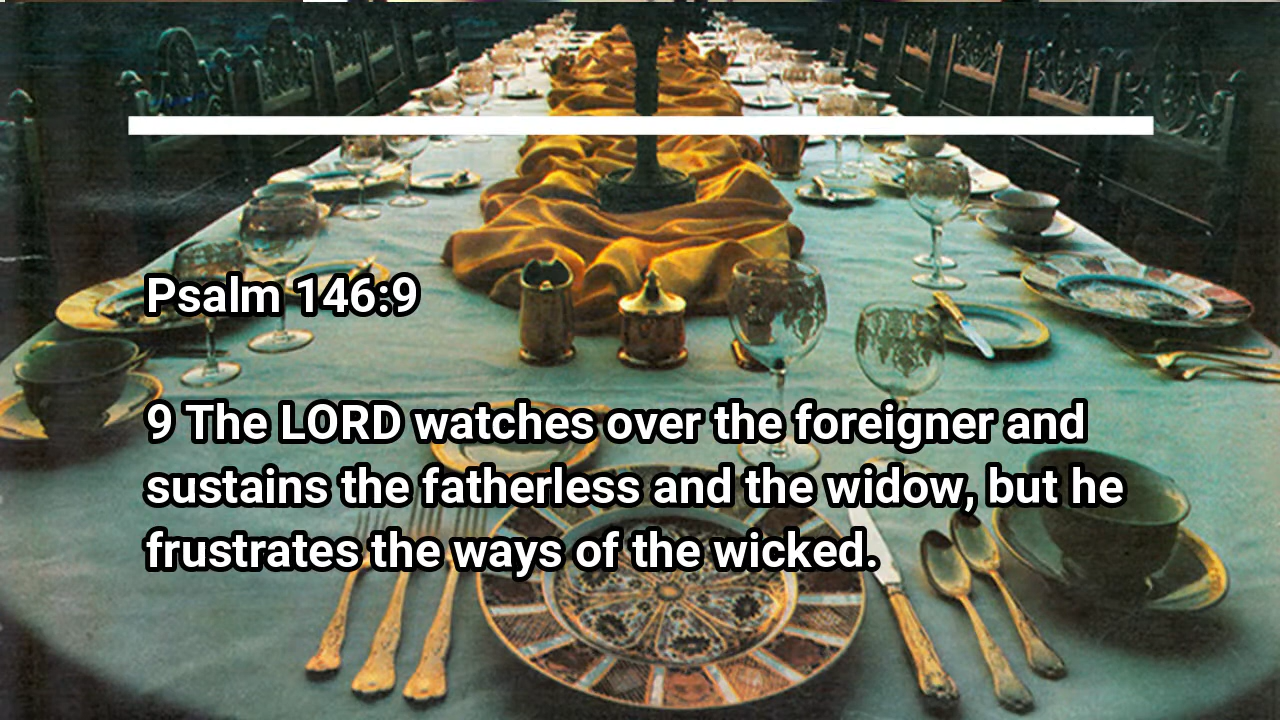 Psalm 146:9
9 The LORD watches over the foreigner and
sustains the fatherless and the widow, but he
frustrates the ways of the wicked.